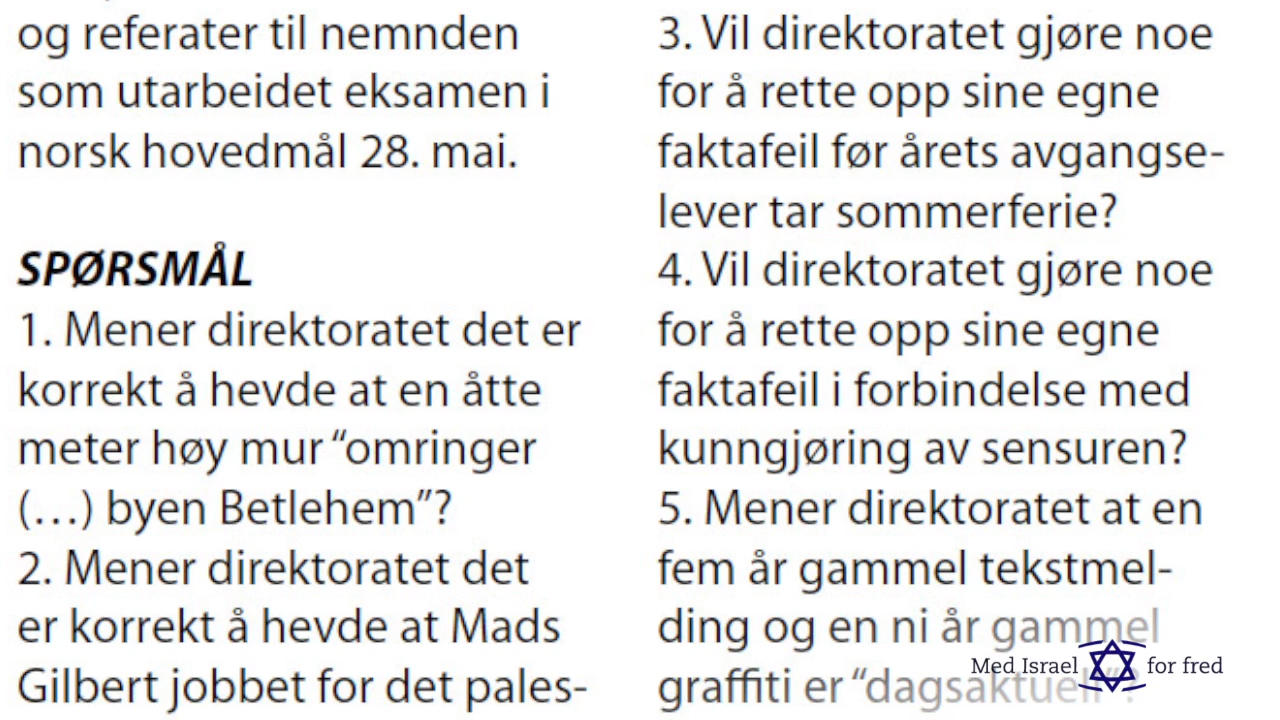 og referater til nemnden
som utarbeidet eksamen i
norsk hovedmål 28. mai.
SPØRSMÅL
1. Mener direktoratet det er
korrekt å hevde at en åtte
meter høy mur “omringer
(…) byen Betlehem”?
2. Mener direktoratet det
er korrekt å hevde at Mads
Gilbert jobbet for det pales-
3. Vil direktoratet gjøre noe
for å rette opp sine egne
faktafeil før årets avgangse-
lever tar sommerferie?
4. Vil direktoratet gjøre noe
for å rette opp sine egne
faktafeil i forbindelse med
kunngjøring av sensuren?
5. Mener direktoratet at en
fem år gammel tekstmel-
ding og en ni år gammel
graffiti er “dagsaktuell”?
Med Israel for fred